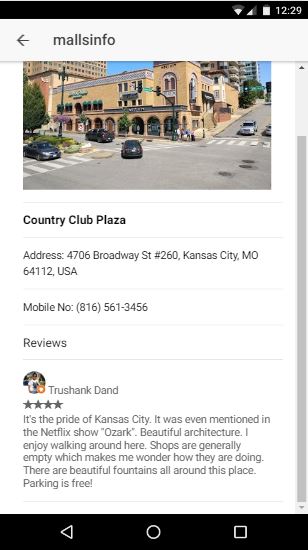 12:29
mallsinfo
Country Club Plaza
Address: 4706 Broadway St #260, Kansas City, MO
64112, USA
Mobile No: (816) 561-3456
Reviews
Trushank Dand
It's the pride of Kansas City. It was even mentioned in
the Netflix show "Ozark". Beautiful architecture. I
enjoy walking around here. Shops are generally
empty which makes me wonder how they are doing.
There are beautiful fountains all around this place.
Parking is free!